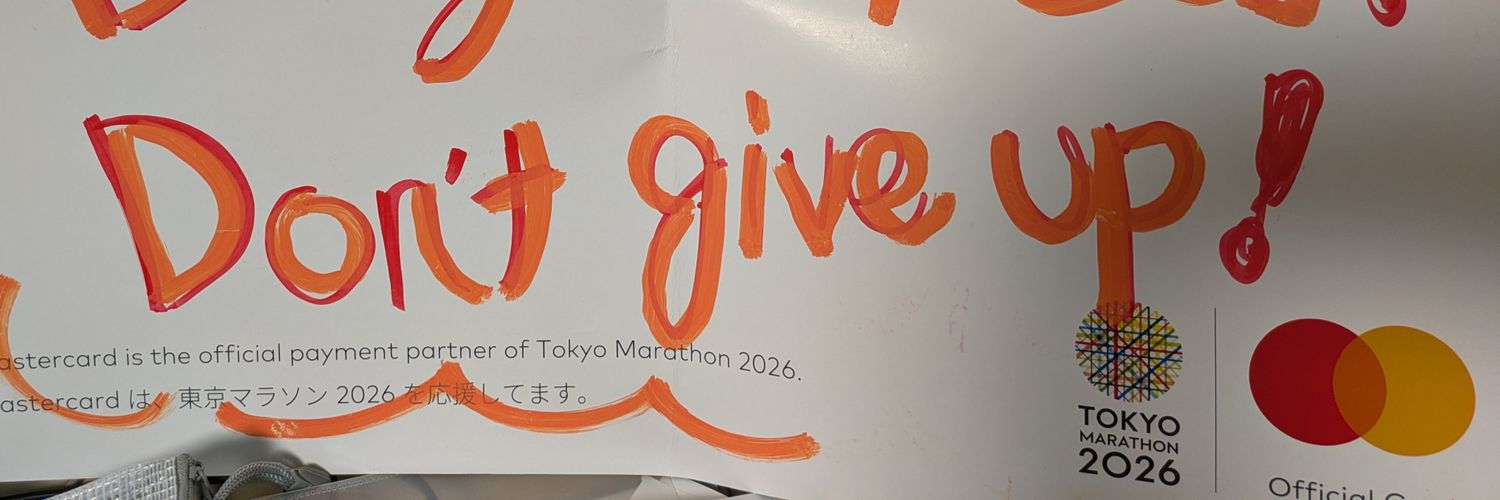 Don't give up!
astercard is the official payment partner of Tokyo Marathon 2026.
astercard は、東京マラソン 2026 を応援してます。
TOKYO
MARATHON
2026
Official